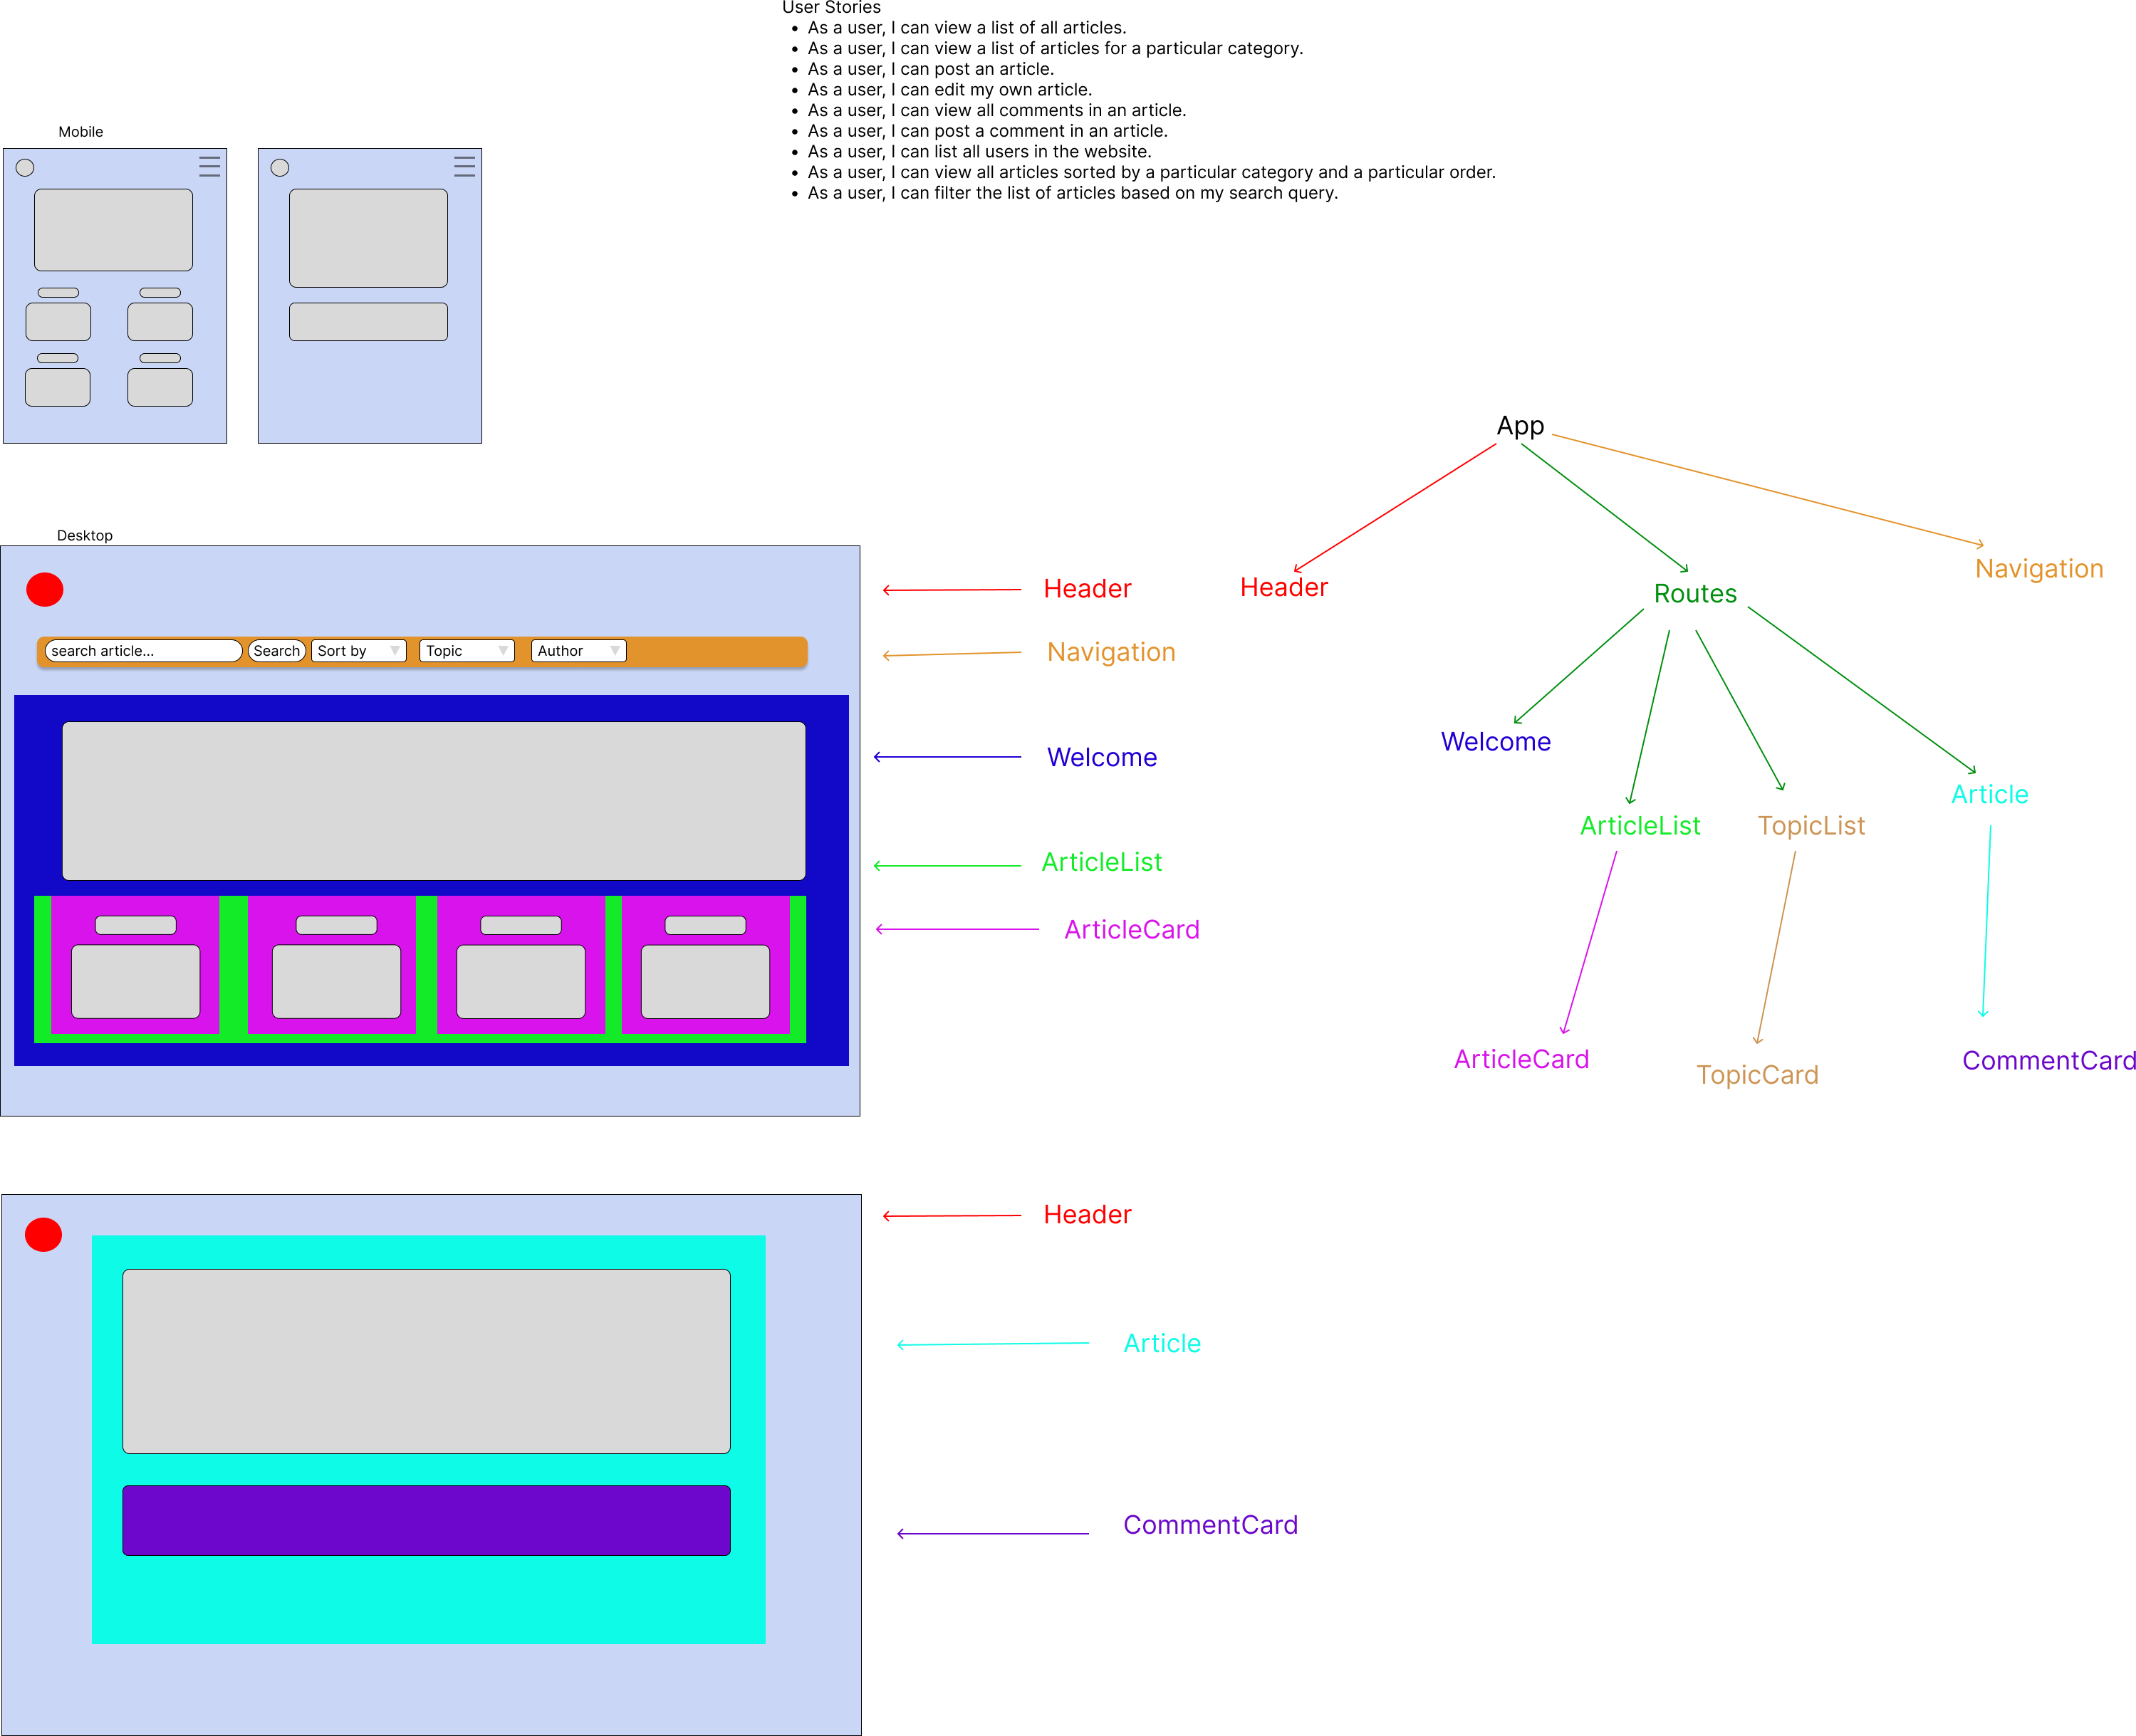 User Stories
• As a user, I can view a list of all articles.
• As a user, I can view a list of articles for a particular category.
• As a user, I can post an article.
• As a user, I can edit my own article.
• As a user, I can view all comments in an article.
• As a user, I can post a comment in an article.
• As a user, I can list all users in the website.
• As a user, I can view all articles sorted by a particular category and a particular order.
• As a user, I can filter the list of articles based on my search query.
Mobile
Desktop
search article...
Search
Sort by
Topic
Author
Header
Navigation
Welcome
ArticleList
ArticleCard
App
Header
Routes
Navigation
Welcome
ArticleList
TopicList
Article
ArticleCard
TopicCard
CommentCard
Header
Article
CommentCard